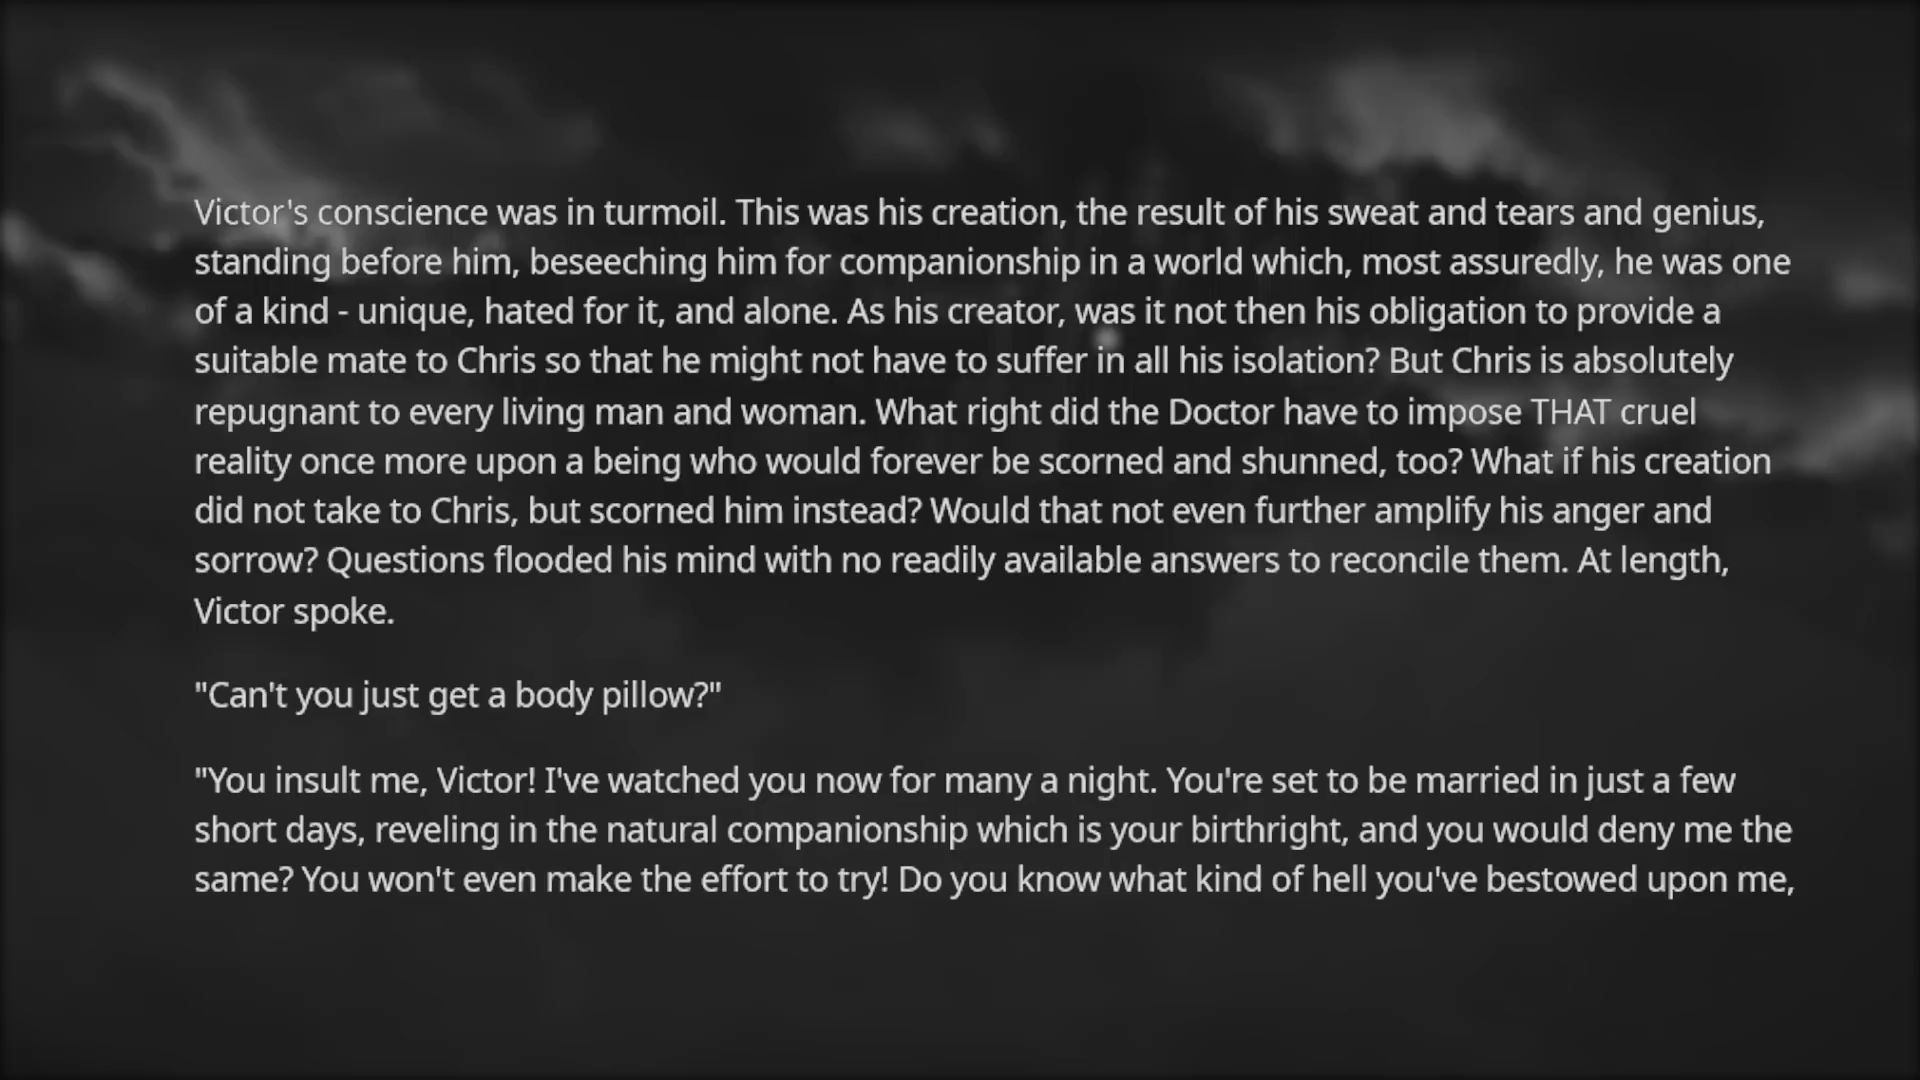 Victor's conscience was in turmoil. This was his creation, the result of his sweat and tears and genius,
standing before him, beseeching him for companionship in a world which, most assuredly, he was one
of a kind - unique, hated for it, and alone. As his creator, was it not then his obligation to provide a
suitable mate to Chris so that he might not have to suffer in all his isolation? But Chris is absolutely
repugnant to every living man and woman. What right did the Doctor have to impose THAT cruel
reality once more upon a being who would forever be scorned and shunned, too? What if his creation
did not take to Chris, but scorned him instead? Would that not even further amplify his anger and
sorrow? Questions flooded his mind with no readily available answers to reconcile them. At length,
Victor spoke.
"Can't you just get a body pillow?"
"You insult me, Victor! I've watched you now for many a night. You're set to be married in just a few
short days, reveling in the natural companionship which is your birthright, and you would deny me the
same? You won't even make the effort to try! Do you know what kind of hell you've bestowed upon me,